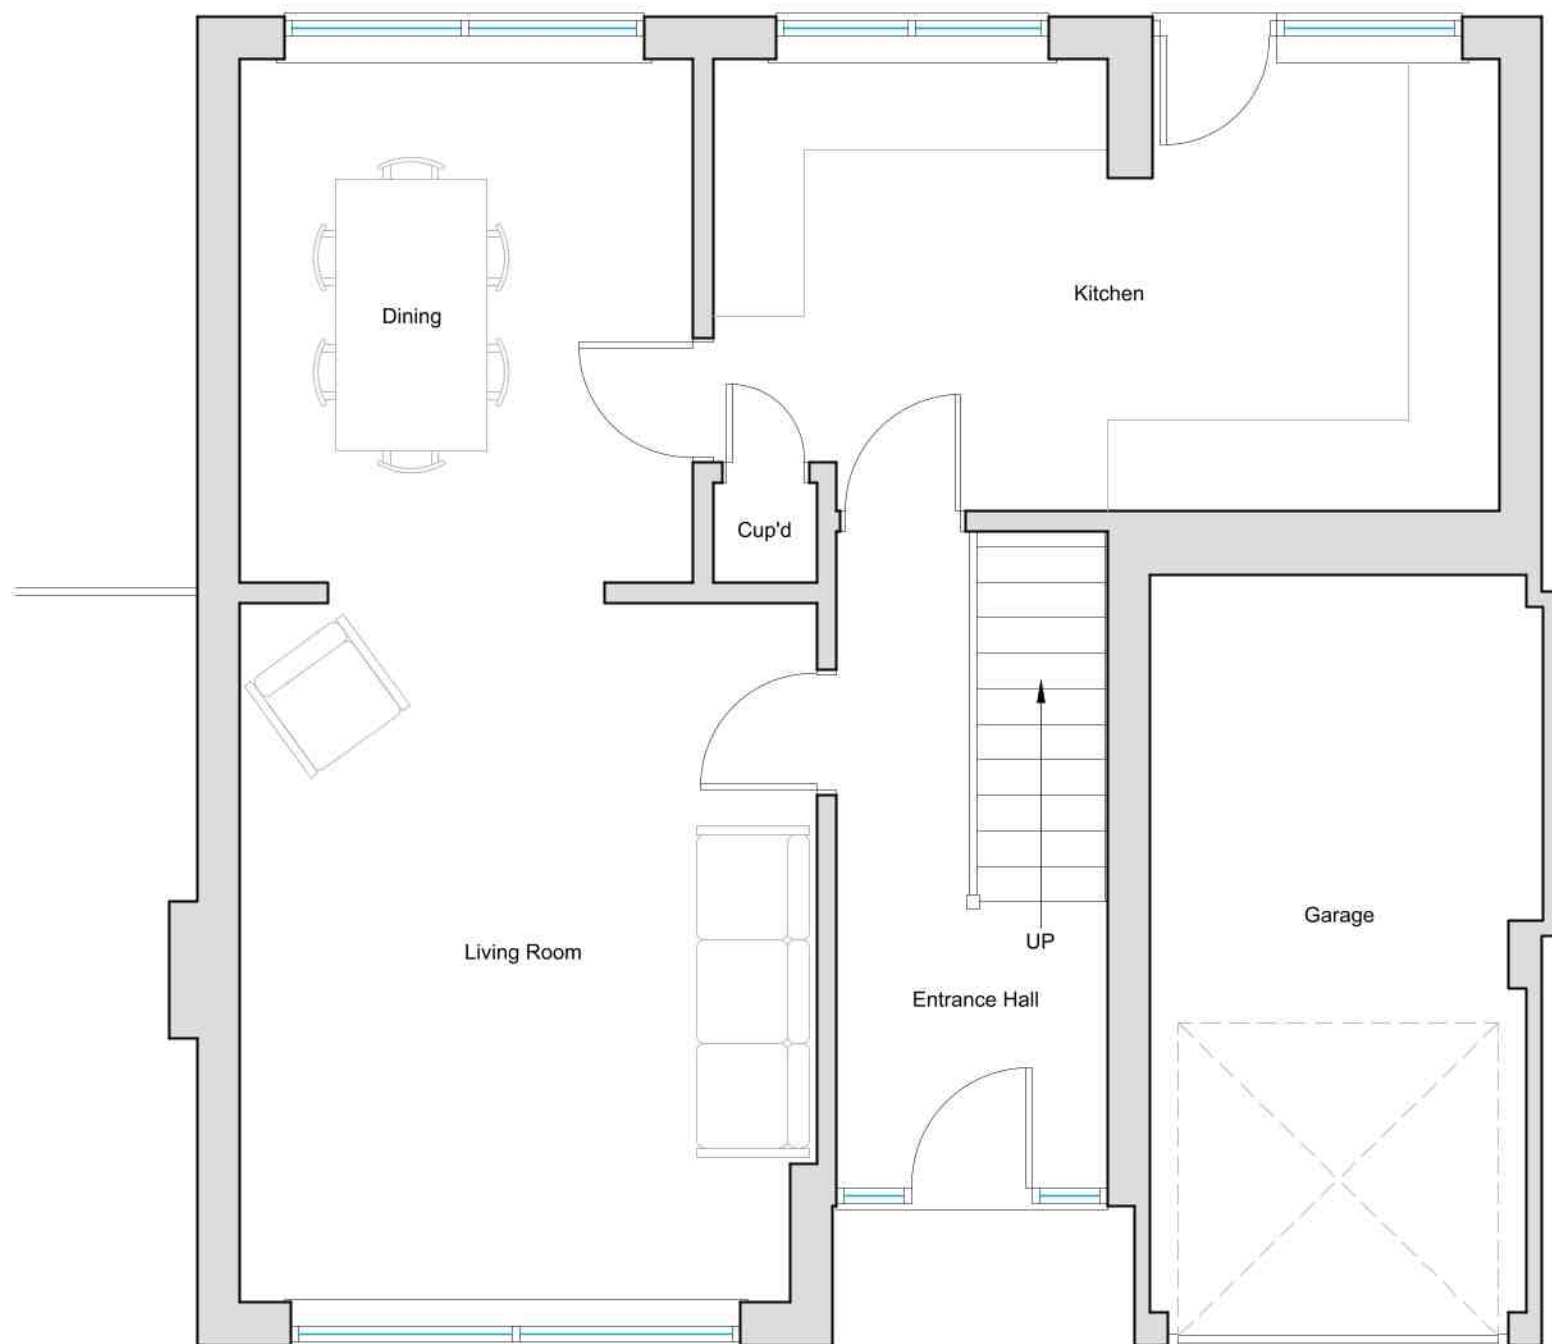 Kitchen
Dining
Cup'd
Garage
UP
Living Room
Entrance Hall